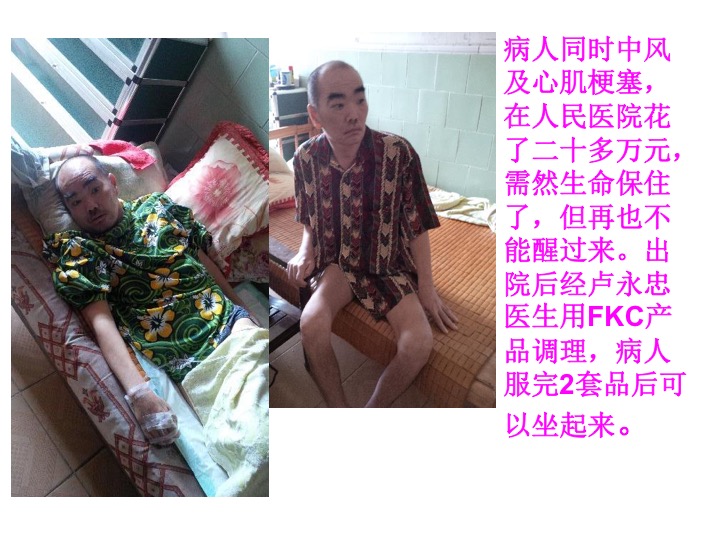 病人同时中风
及心肌梗塞，
在人民医院花
了二十多万元，
需然生命保住
了，但再也不
能醒过来。出
院后经卢永忠
医生用FKC产
品调理，病人
服完2套品后可
以坐起来。